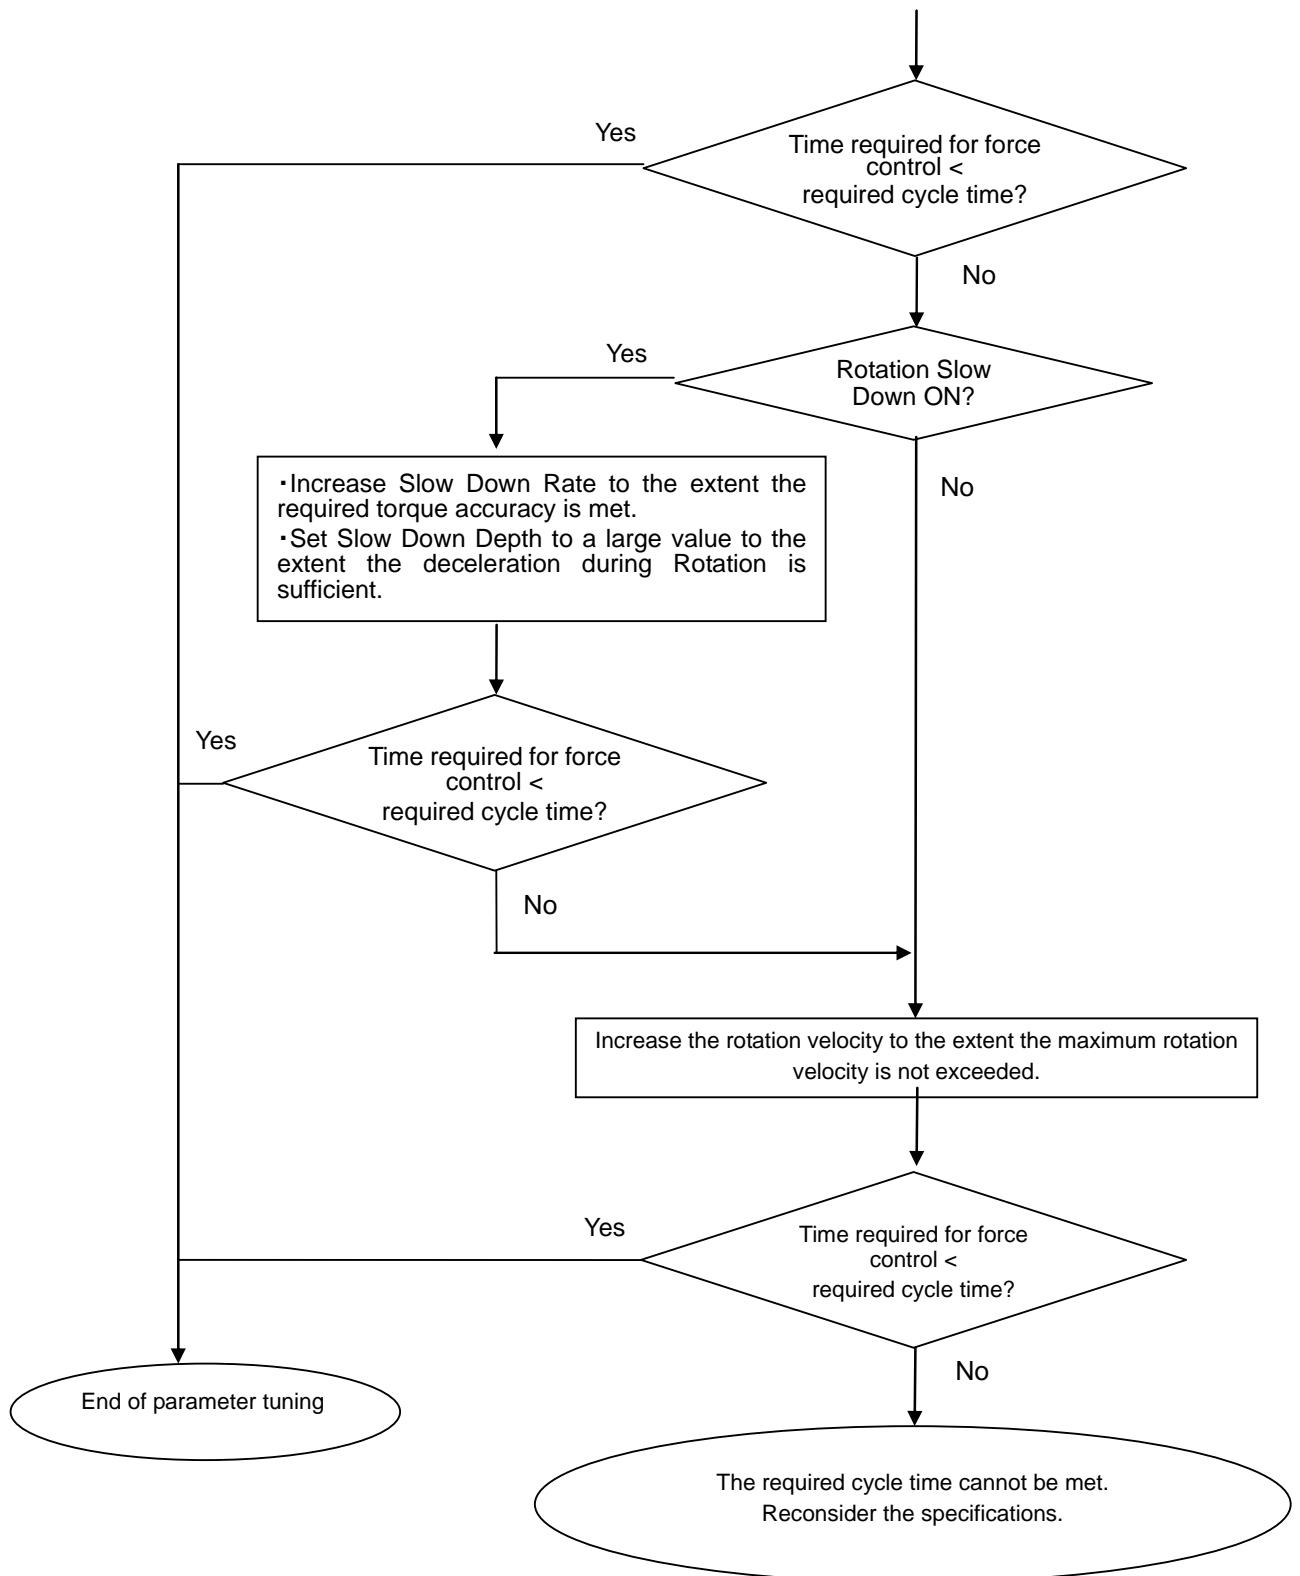 Yes
Time required for force
control <
required cycle time?
No
Yes
Rotation Slow
Down ON?
No
・Increase Slow Down Rate to the extent the
required torque accuracy is met.
・Set Slow Down Depth to a large value to the
extent the deceleration during Rotation is
sufficient.
Yes
Time required for force
control <
required cycle time?
No
Increase the rotation velocity to the extent the maximum rotation
velocity is not exceeded.
Yes
Time required for force
control <
required cycle time?
No
End of parameter tuning
The required cycle time cannot be met.
Reconsider the specifications.